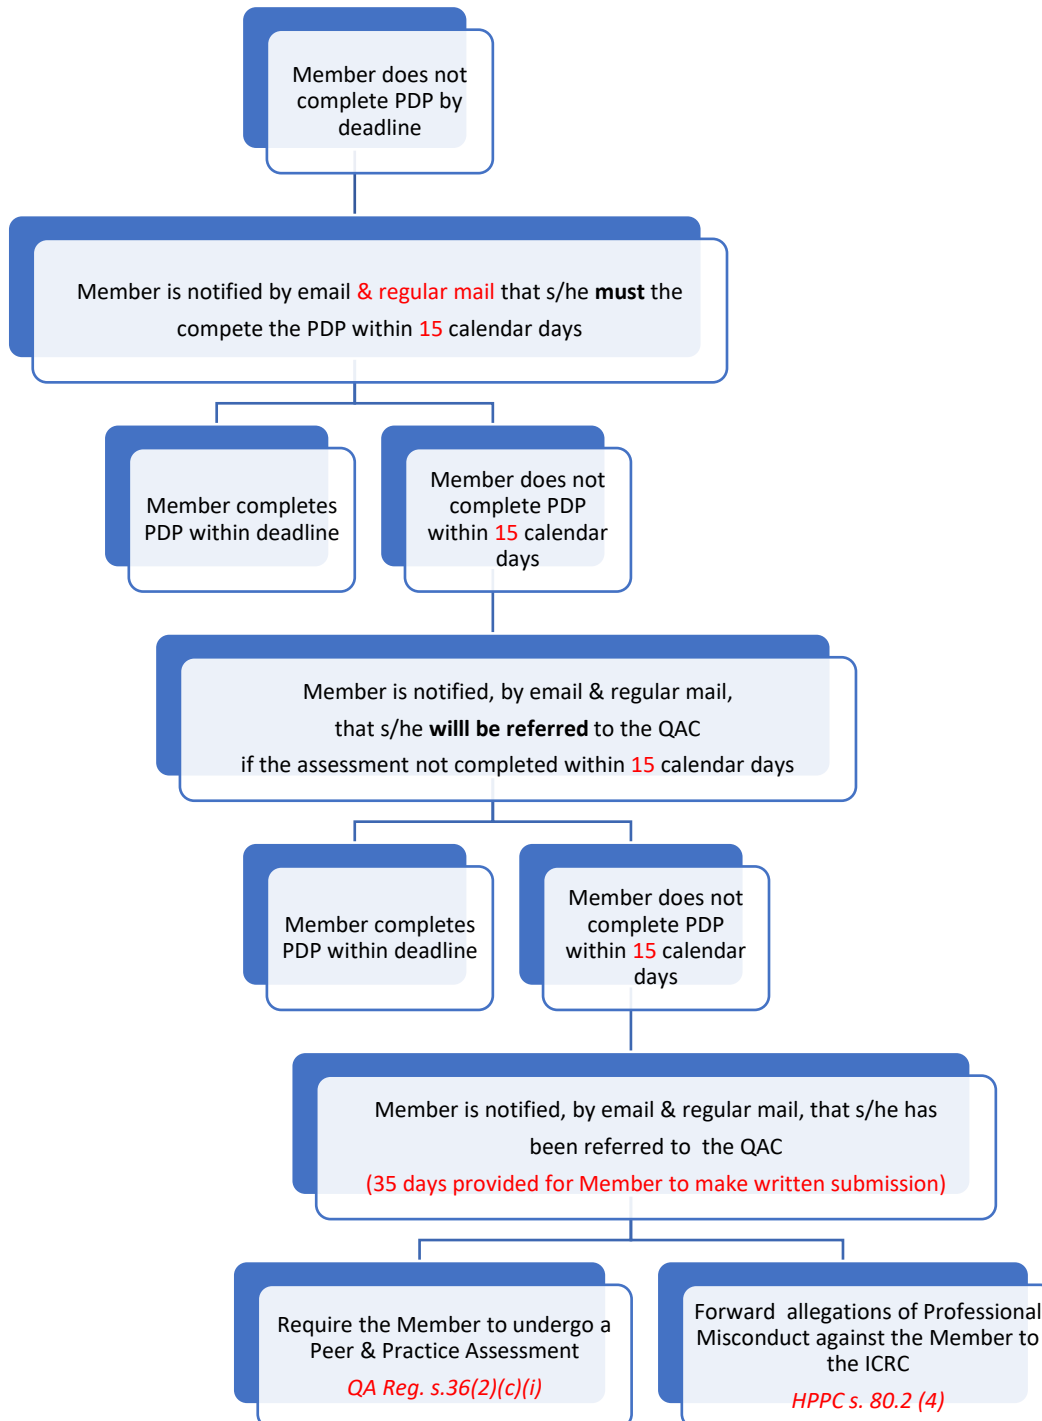 Member does not
complete PDP by
deadline
Member is notified by email & regular mail that s/he must the
compete the PDP within 15 calendar days
Member completes
PDP within deadline
Member does not
complete PDP
within 15 calendar
days
Member is notified, by email & regular mail,
that s/he willl be referred to the QAC
if the assessment not completed within 15 calendar days
Member completes
PDP within deadline
Member does not
complete PDP
within 15 calendar
days
Member is notified, by email & regular mail, that s/he has
been referred to the QAC
(35 days provided for Member to make written submission)
Require the Member to undergo a
Peer & Practice Assessment
QA Reg. s.36(2)(c)(i)
Forward allegations of Professional
Misconduct against the Member to
the ICRC
HPPC s. 80.2 (4)